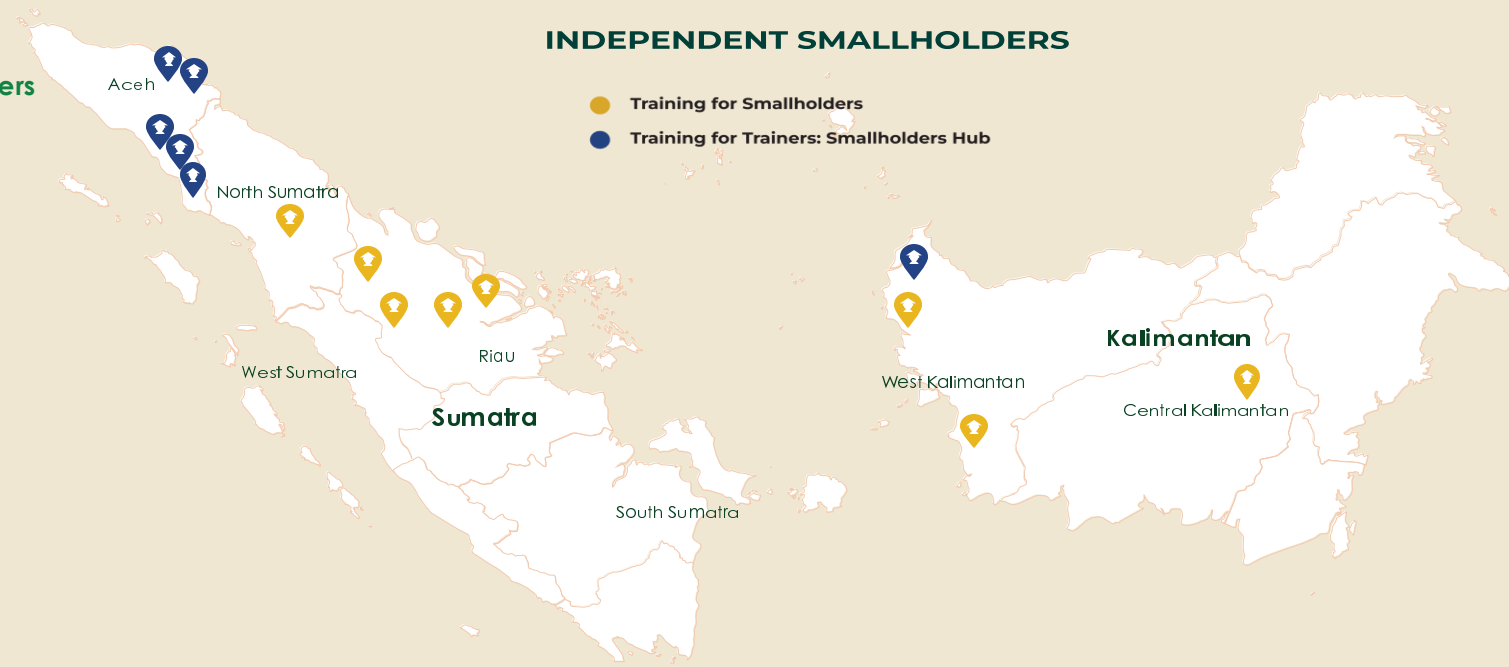 INDEPENDENT SMALLHOLDERS
ers
Aceh
Training for Smallholders
Training for Trainers: Smallholders Hub
North Sumatra
Kalimantan
Riau
West Sumatra
West Kalimantan
Central Kalimantan
Sumatra
South Sumatra